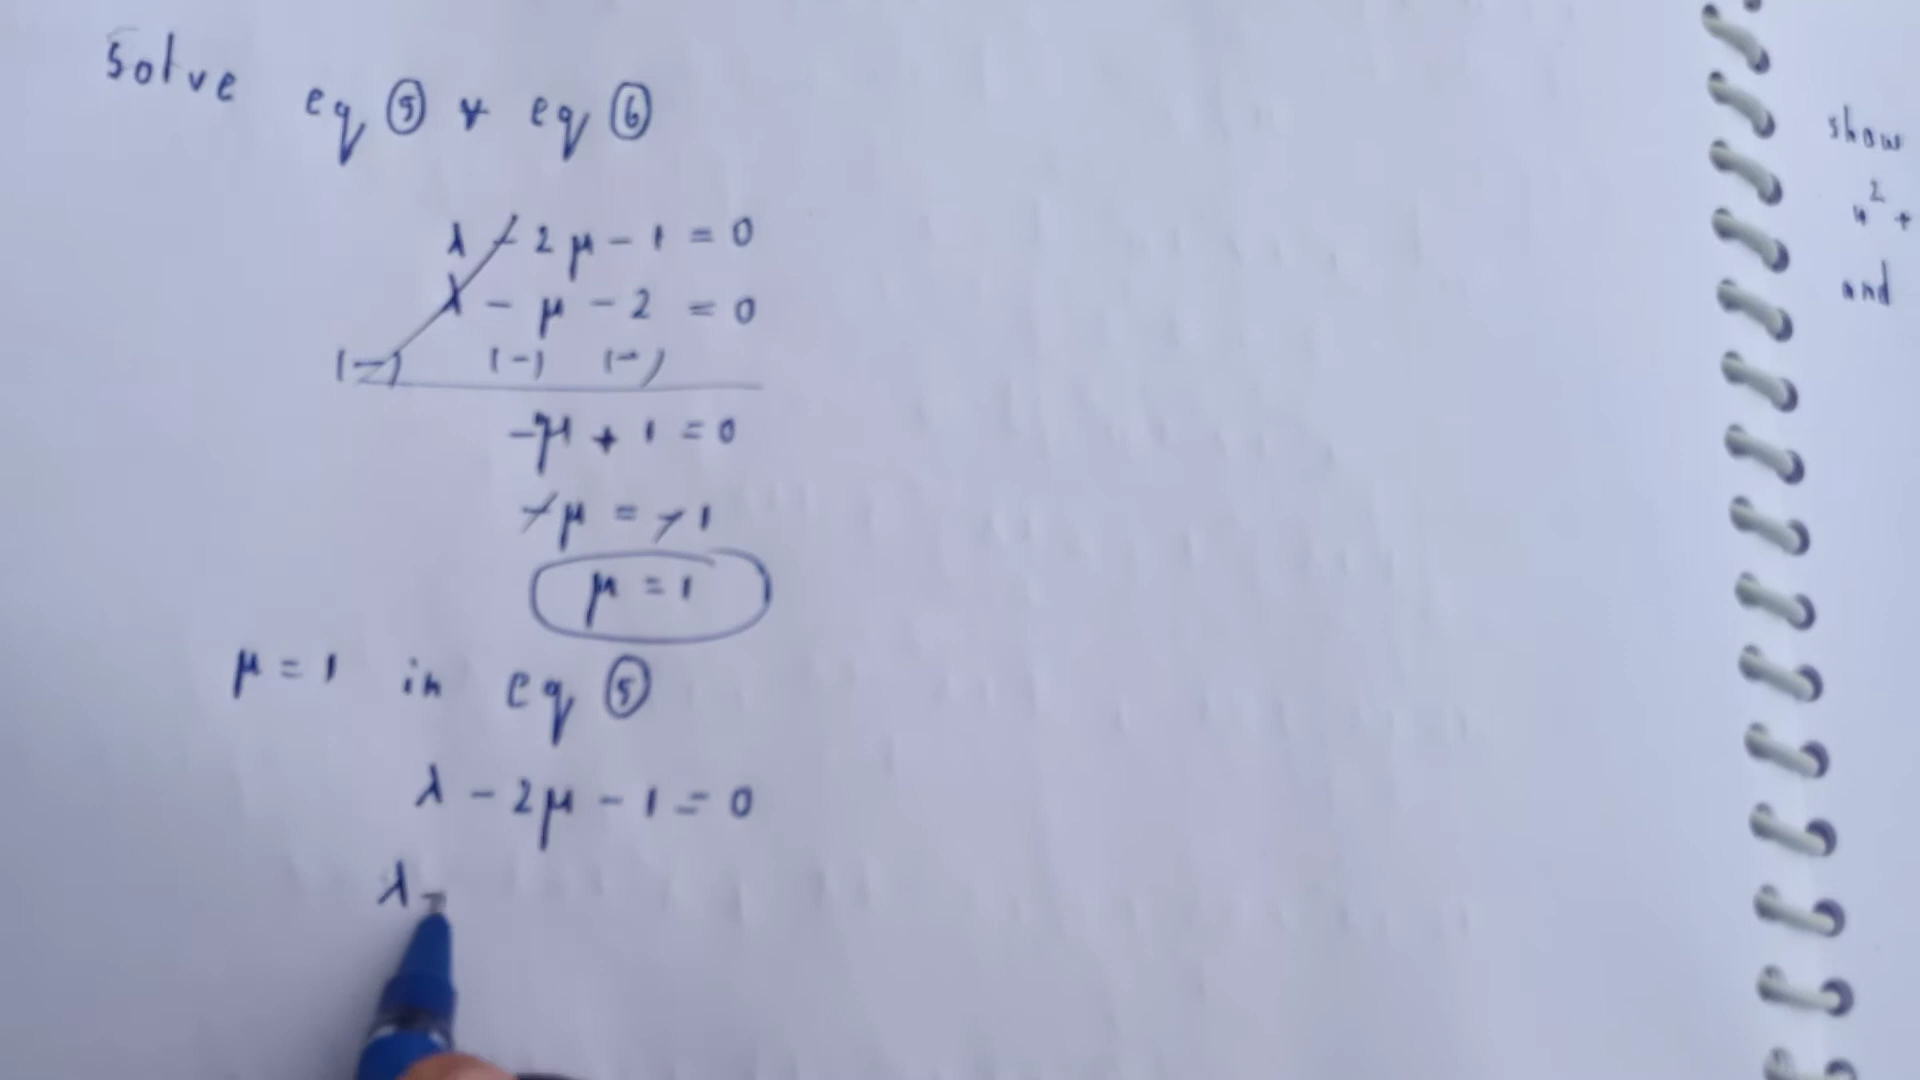 Solve eq ⑤ & eq ⑥
λ - 2μ - 1 = 0
λ - μ - 2 = 0
(-) (-) (-)
-μ + 1 = 0
-μ = -1
μ = 1
μ = 1 in eq ⑤
λ - 2μ - 1 = 0
λ -
show
and